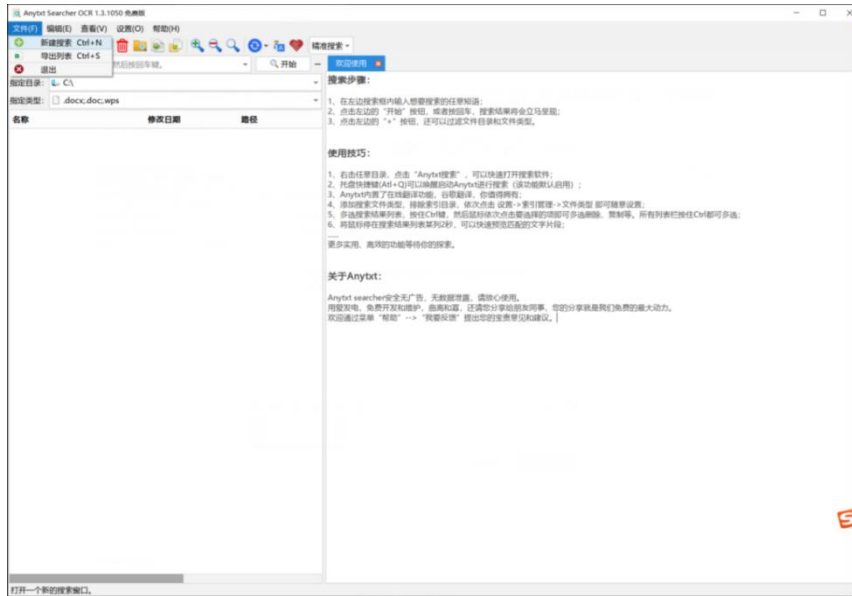 Anytxt Searcher OCR 1.3.1050 免费版
文件(F) 编辑(E) 查看(V) 设置(O) 帮助(H)
新建搜索 Ctrl+N
导出列表 Ctrl+S
退出
精准搜索
然后按回车键。
开始
欢迎使用
指定目录: C:\
指定类型: .docx;.doc;.wps
名称 修改日期 路径
搜索步骤:
1、在左边搜索框内输入想要搜索的任意短语;
2、点击左边的“开始”按钮,或者按回车,搜索结果将会立马呈现;
3、点击左边的“+”按钮,还可以过滤文件目录和文件类型。
使用技巧:
1、右击任意目录,点击“Anytxt搜索”,可以快速打开搜索软件;
2、托盘快捷键(Atl+Q)可以唤醒启动Anytxt进行搜索(该功能默认启用);
3、Anytxt内置了在线翻译功能,谷歌翻译,你值得拥有;
4、添加搜索文件类型,排除索引目录,依次点击 设置->索引管理->文件类型 即可随意设置;
5、多选搜索结果列表,按住Ctrl键,然后鼠标依次点击要选择的项即可多选删除、复制等。所有列表栏按住Ctrl都可多选;
6、将鼠标停在搜索结果列表某列2秒,可以快速预览匹配的文字片段;
......
更多实用、高效的功能等待你的探索。
关于Anytxt:
Anytxt searcher安全无广告,无数据泄露,请放心使用。
用爱发电,免费开发和维护,曲高和寡,还请您分享给朋友同事,您的分享就是我们免费的最大动力。
欢迎通过菜单“帮助”-->“我要反馈”提出您的宝贵意见和建议。
打开一个新的搜索窗口。